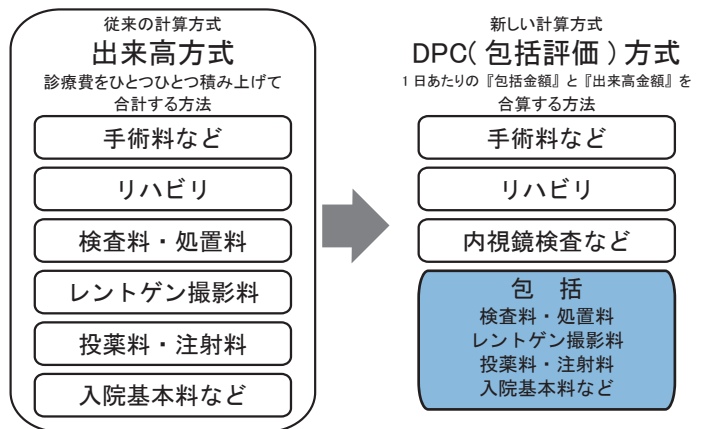 従来の計算方式
出来高方式
診療費をひとつひとつ積み上げて
合計する方法
手術料など
リハビリ
検査料・処置料
レントゲン撮影料
投薬料・注射料
入院基本料など
新しい計算方式
DPC(包括評価)方式
1日あたりの『包括金額』と『出来高金額』を
合算する方法
手術料など
リハビリ
内視鏡検査など
包　括
検査料・処置料
レントゲン撮影料
投薬料・注射料
入院基本料など